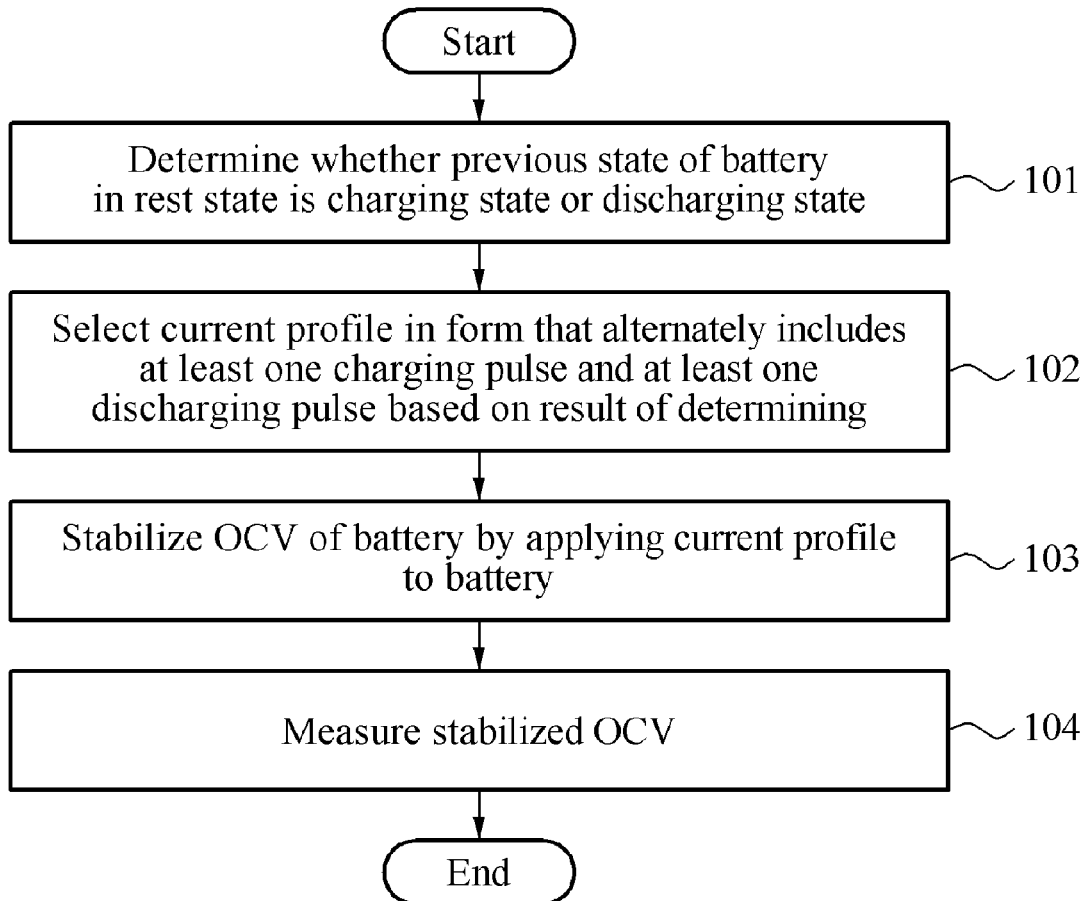 Start
Determine whether previous state of battery
in rest state is charging state or discharging state
101
Select current profile in form that alternately includes
at least one charging pulse and at least one
discharging pulse based on result of determining
102
Stabilize OCV of battery by applying current profile
to battery
103
Measure stabilized OCV
104
End